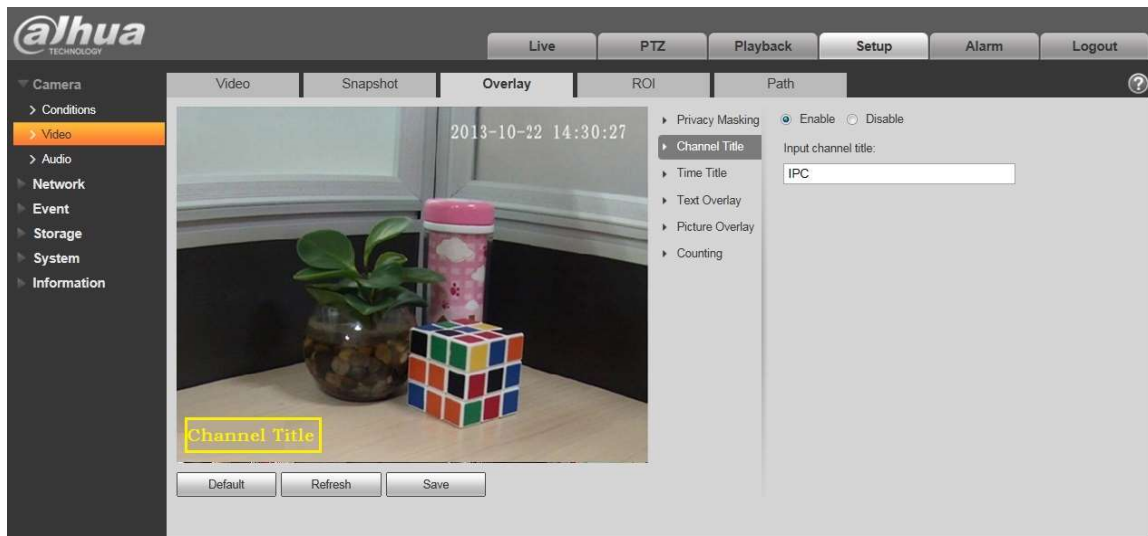 alhua
TECHNOLOGY
Live PTZ Playback Setup Alarm Logout
Camera
Conditions
Video
Audio
Network
Event
Storage
System
Information
Video Snapshot Overlay ROI Path
?
2013-10-22 14:30:27
Channel Title
Default Refresh Save
Privacy Masking
Channel Title
Time Title
Text Overlay
Picture Overlay
Counting
Enable Disable
Input channel title:
IPC